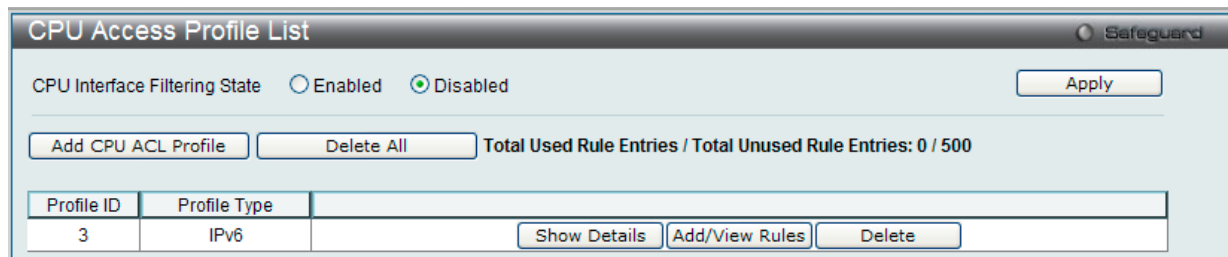 CPU Access Profile List Safeguard
CPU Interface Filtering State Enabled Disabled Apply
Add CPU ACL Profile Delete All Total Used Rule Entries / Total Unused Rule Entries: 0 / 500
Profile ID Profile Type
3 IPv6 Show Details Add/View Rules Delete